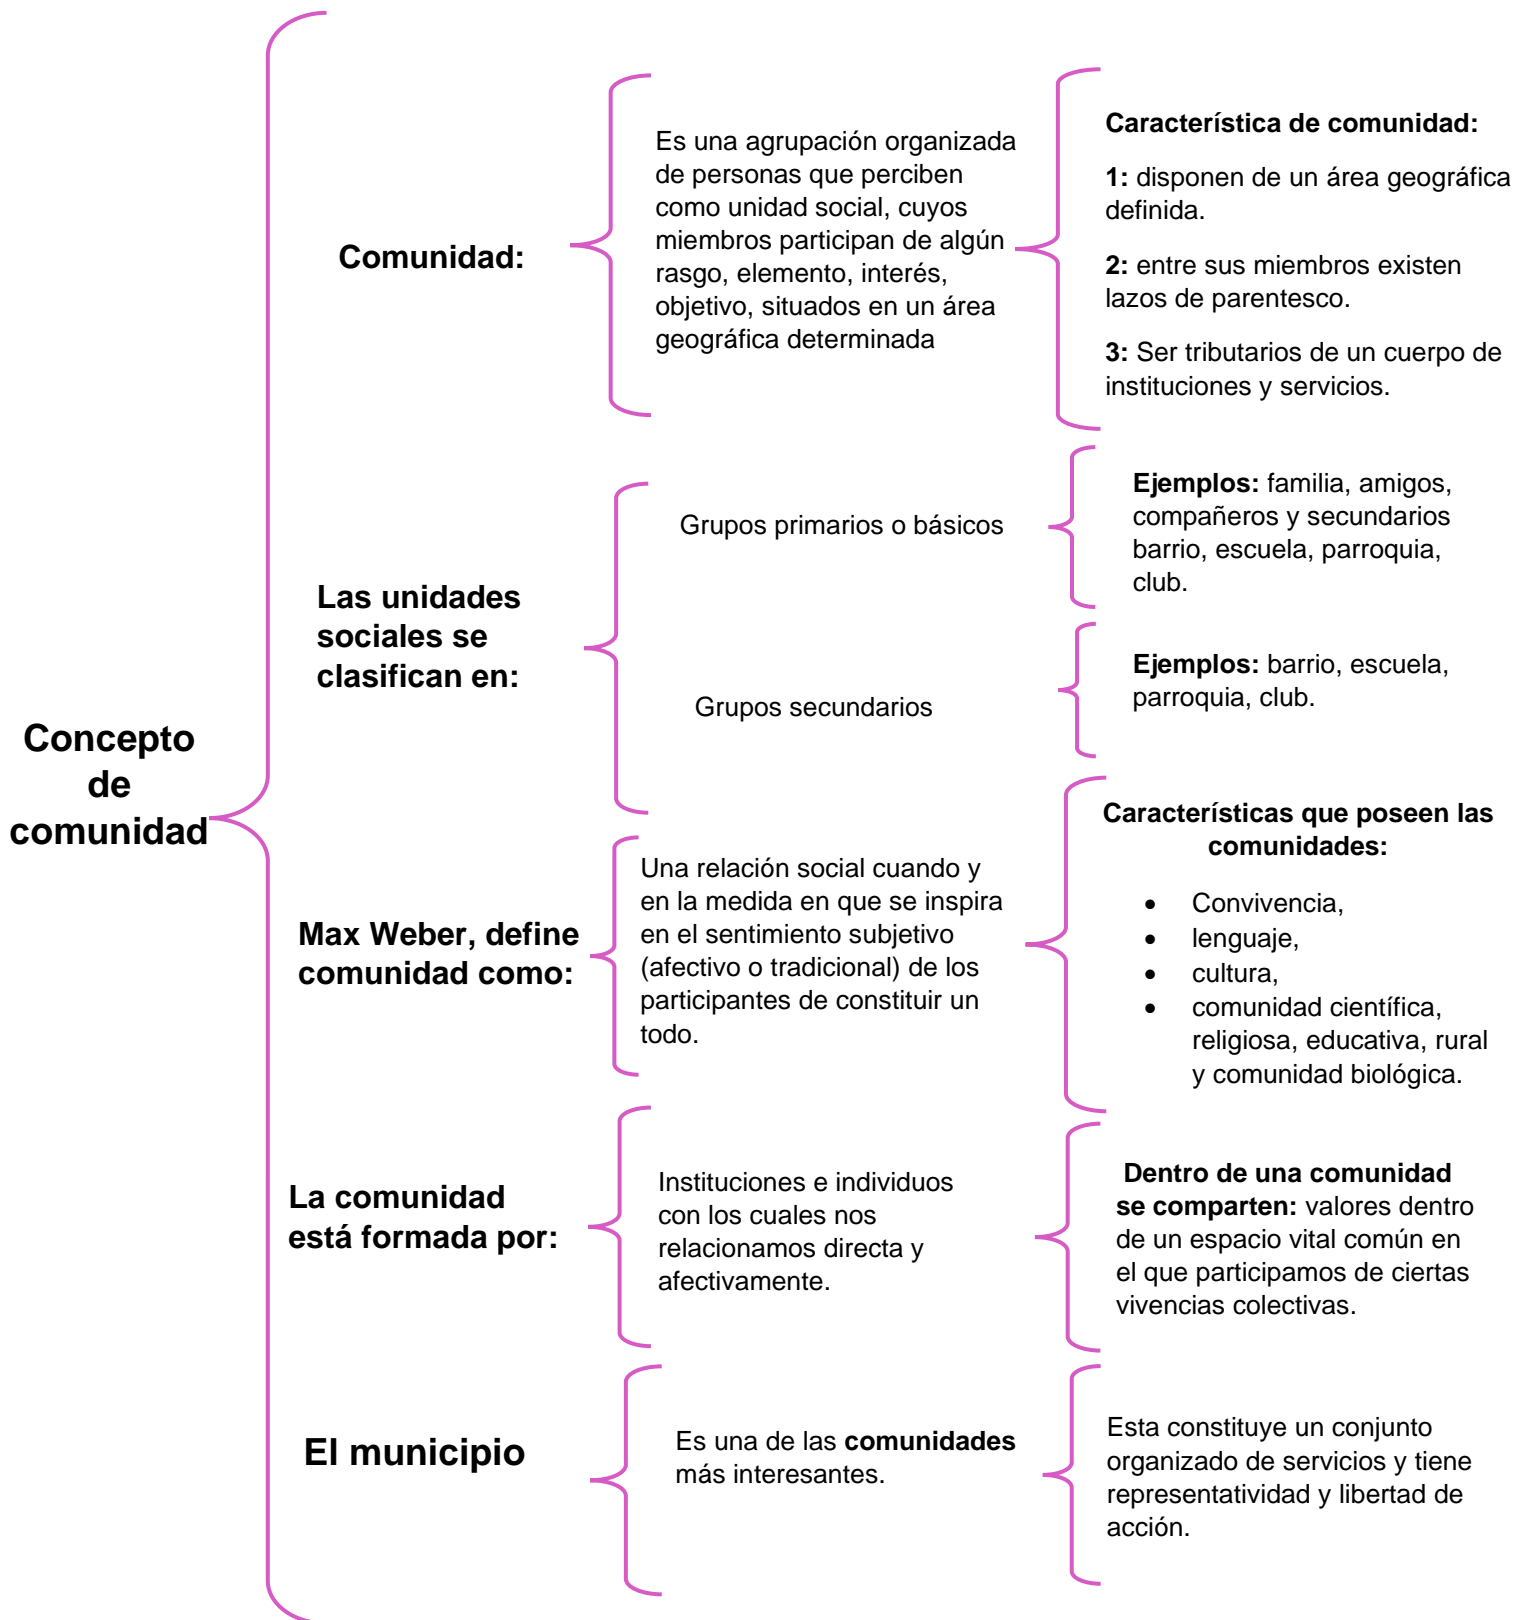 Concepto
de
comunidad
Comunidad:
Es una agrupación organizada
de personas que perciben
como unidad social, cuyos
miembros participan de algún
rasgo, elemento, interés,
objetivo, situados en un área
geográfica determinada
Característica de comunidad:
1: disponen de un área geográfica
definida.
2: entre sus miembros existen
lazos de parentesco.
3: Ser tributarios de un cuerpo de
instituciones y servicios.
Las unidades
sociales se
clasifican en:
Grupos primarios o básicos
Ejemplos: familia, amigos,
compañeros y secundarios
barrio, escuela, parroquia,
club.
Grupos secundarios
Ejemplos: barrio, escuela,
parroquia, club.
Max Weber, define
comunidad como:
Una relación social cuando y
en la medida en que se inspira
en el sentimiento subjetivo
(afectivo o tradicional) de los
participantes de constituir un
todo.
Características que poseen las
comunidades:
• Convivencia,
• lenguaje,
• cultura,
• comunidad científica,
religiosa, educativa, rural
y comunidad biológica.
La comunidad
está formada por:
Instituciones e individuos
con los cuales nos
relacionamos directa y
afectivamente.
Dentro de una comunidad
se comparten: valores dentro
de un espacio vital común en
el que participamos de ciertas
vivencias colectivas.
El municipio
Es una de las comunidades
más interesantes.
Esta constituye un conjunto
organizado de servicios y tiene
representatividad y libertad de
acción.